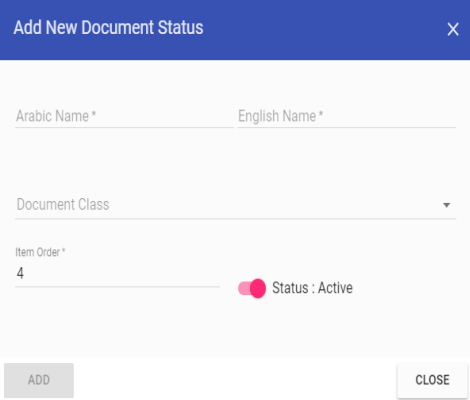 Add New Document Status X
Arabic Name * English Name *
Document Class
Item Order *
4
Status : Active
ADD CLOSE